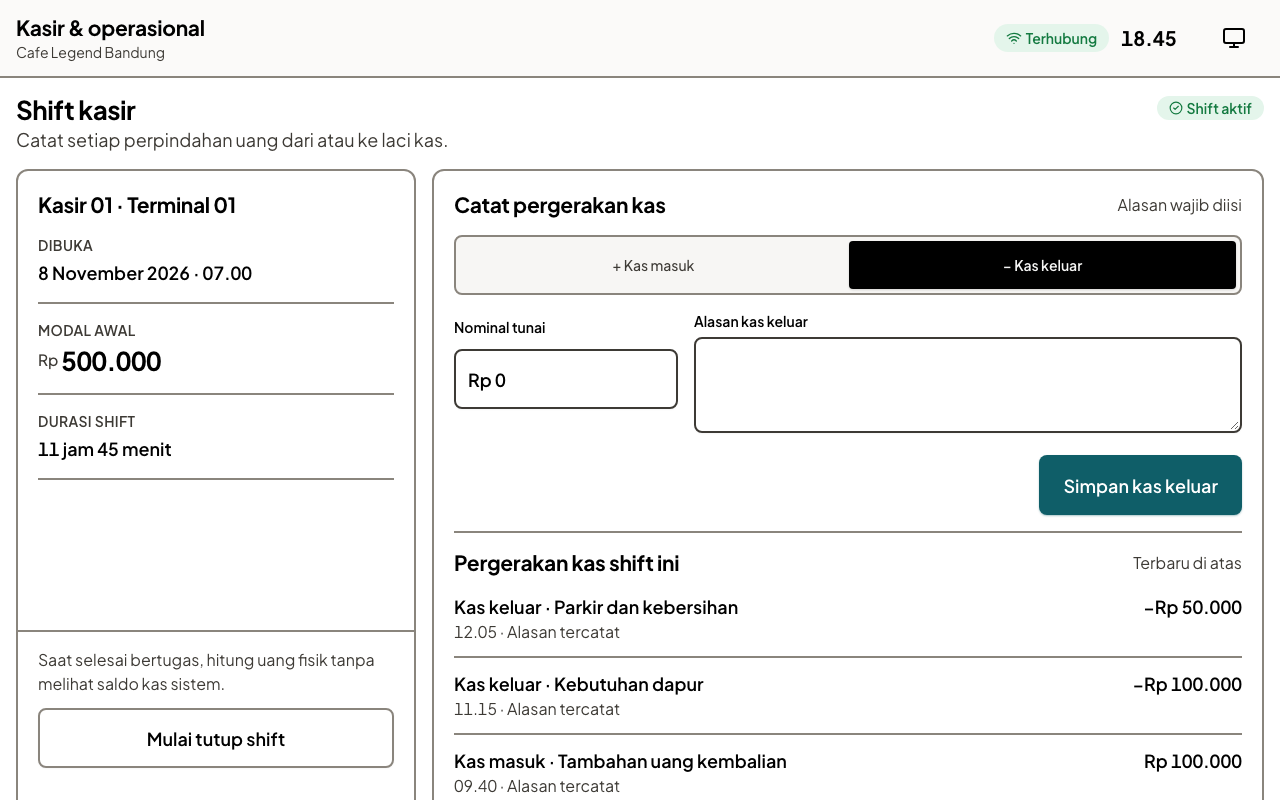 Kasir & operasional
Cafe Legend Bandung
Terhubung
18.45
Shift kasir
Catat setiap perpindahan uang dari atau ke laci kas.
Shift aktif
Kasir 01 · Terminal 01
DIBUKA
8 November 2026 · 07.00
MODAL AWAL
Rp 500.000
DURASI SHIFT
11 jam 45 menit
Saat selesai bertugas, hitung uang fisik tanpa
melihat saldo kas sistem.
Mulai tutup shift
Catat pergerakan kas
Alasan wajib diisi
+ Kas masuk
− Kas keluar
Nominal tunai
Rp 0
Alasan kas keluar
Simpan kas keluar
Pergerakan kas shift ini
Terbaru di atas
Kas keluar · Parkir dan kebersihan
−Rp 50.000
12.05 · Alasan tercatat
Kas keluar · Kebutuhan dapur
−Rp 100.000
11.15 · Alasan tercatat
Kas masuk · Tambahan uang kembalian
Rp 100.000
09.40 · Alasan tercatat